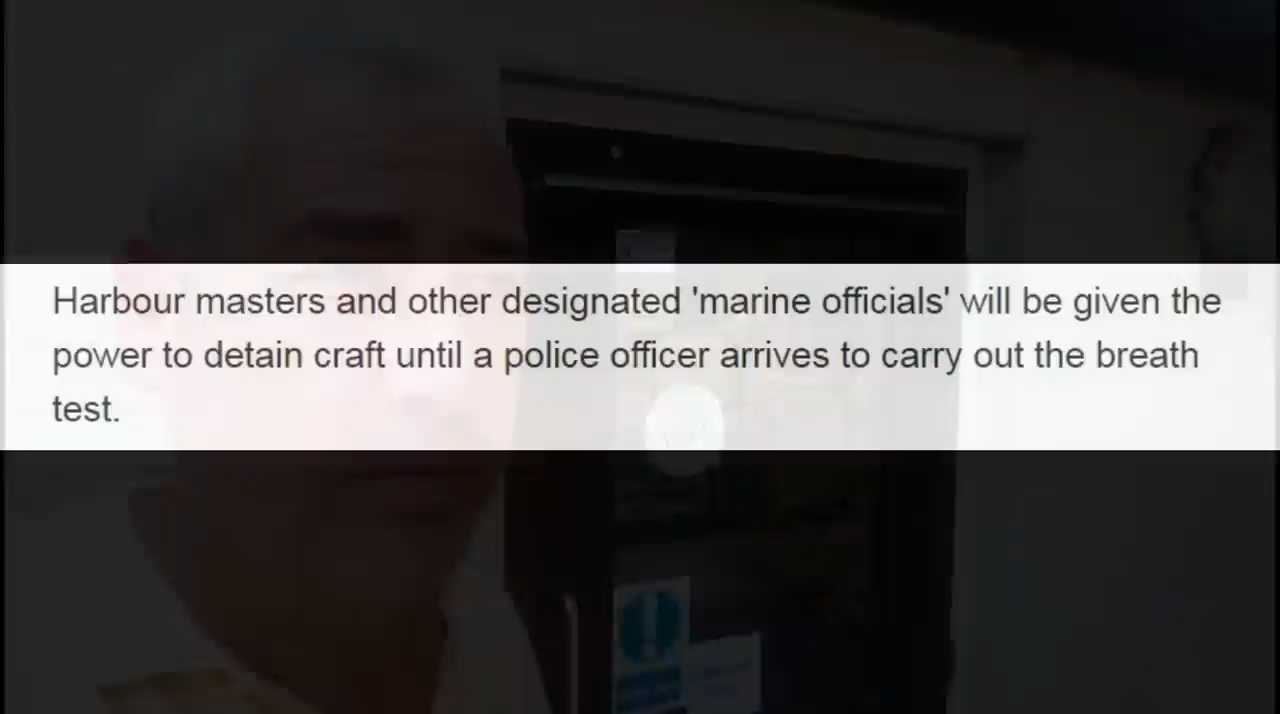 Harbour masters and other designated 'marine officials' will be given the
power to detain craft until a police officer arrives to carry out the breath
test.